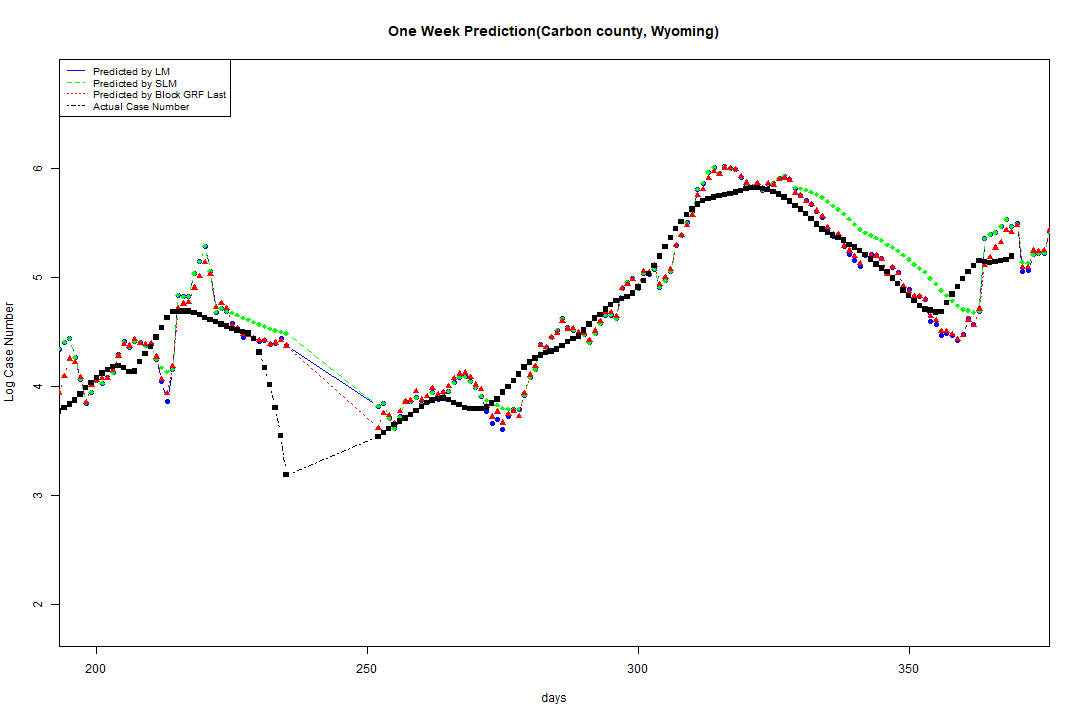 One Week Prediction(Carbon county, Wyoming)
Predicted by LM
Predicted by SLM
Predicted by Block GRF Last
Actual Case Number
Log Case Number
6
5
4
3
2
200
250
300
350
days